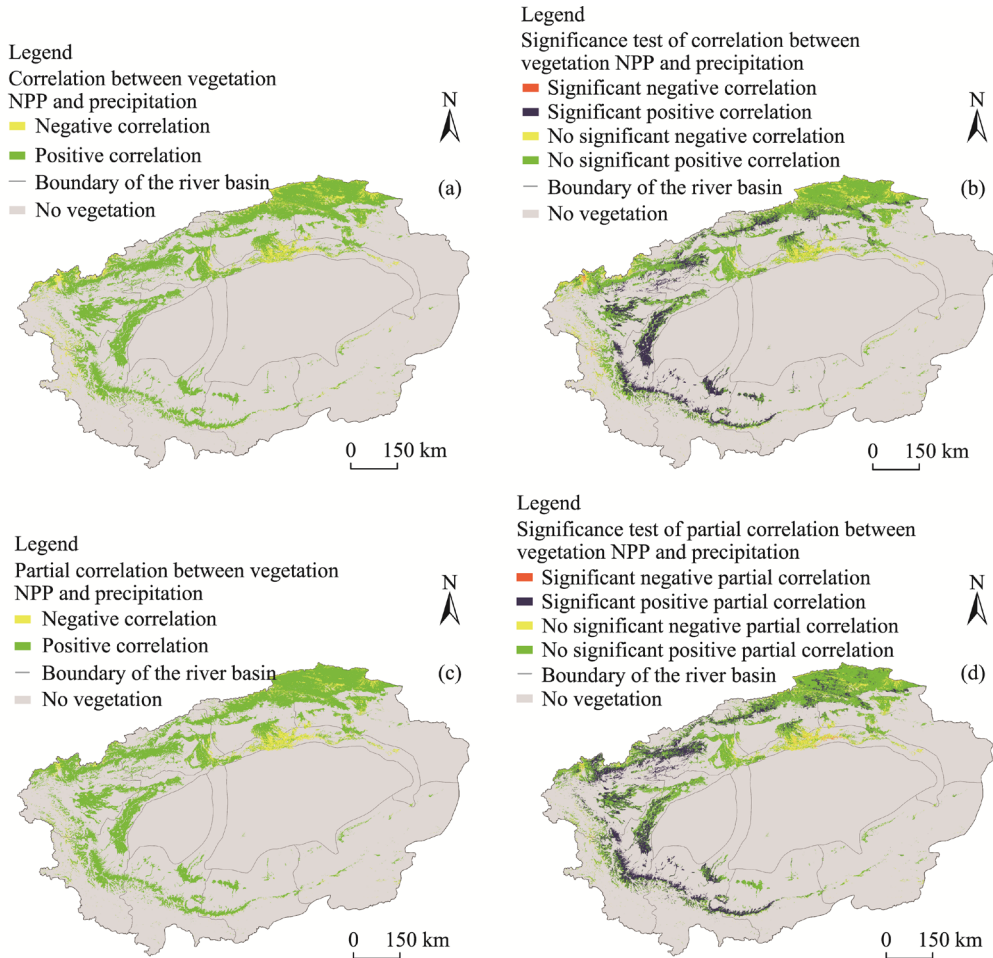 Legend
Correlation between vegetation
NPP and precipitation
Negative correlation
Positive correlation
Boundary of the river basin
No vegetation
N
(a)
0 150 km
Legend
Significance test of correlation between
vegetation NPP and precipitation
Significant negative correlation
Significant positive correlation
No significant negative correlation
No significant positive correlation
Boundary of the river basin
No vegetation
N
(b)
0 150 km
Legend
Partial correlation between vegetation
NPP and precipitation
Negative correlation
Positive correlation
Boundary of the river basin
No vegetation
N
(c)
0 150 km
Legend
Significance test of partial correlation between
vegetation NPP and precipitation
Significant negative partial correlation
Significant positive partial correlation
No significant negative partial correlation
No significant positive partial correlation
Boundary of the river basin
No vegetation
N
(d)
0 150 km